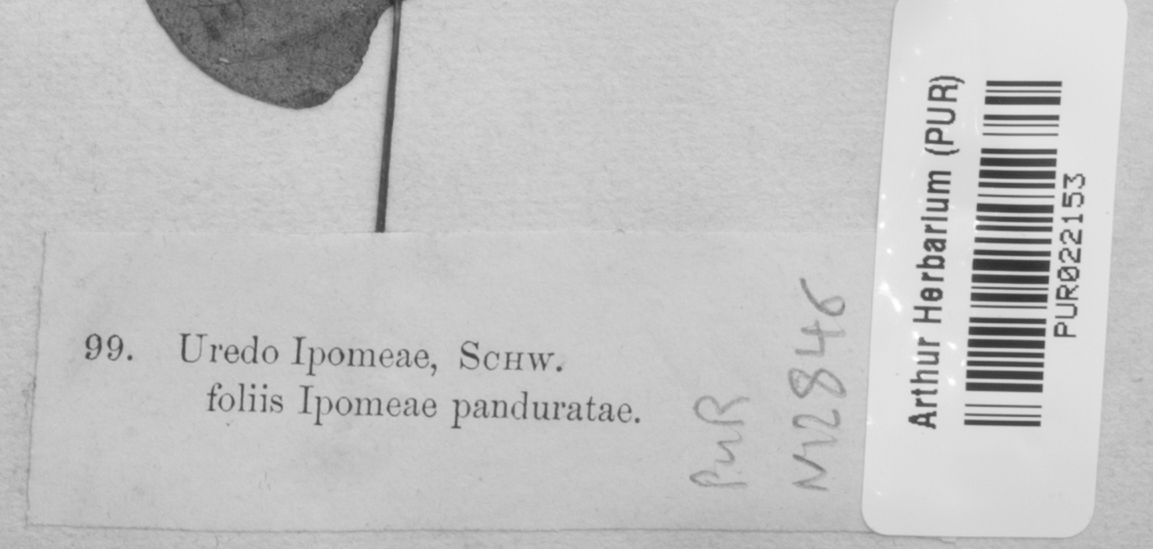 99. Uredo Ipomeae, SCHW.
foliis Ipomeae panduratae.
PuR
N12846
Arthur Herbarium (PUR)
PUR022153